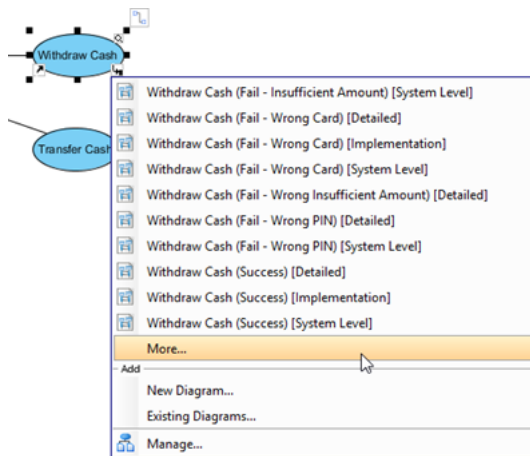 Withdraw Cash
Transfer Cash
Withdraw Cash (Fail - Insufficient Amount) [System Level]
Withdraw Cash (Fail - Wrong Card) [Detailed]
Withdraw Cash (Fail - Wrong Card) [Implementation]
Withdraw Cash (Fail - Wrong Card) [System Level]
Withdraw Cash (Fail - Wrong Insufficient Amount) [Detailed]
Withdraw Cash (Fail - Wrong PIN) [Detailed]
Withdraw Cash (Fail - Wrong PIN) [System Level]
Withdraw Cash (Success) [Detailed]
Withdraw Cash (Success) [Implementation]
Withdraw Cash (Success) [System Level]
More...
Add
New Diagram...
Existing Diagrams...
Manage...